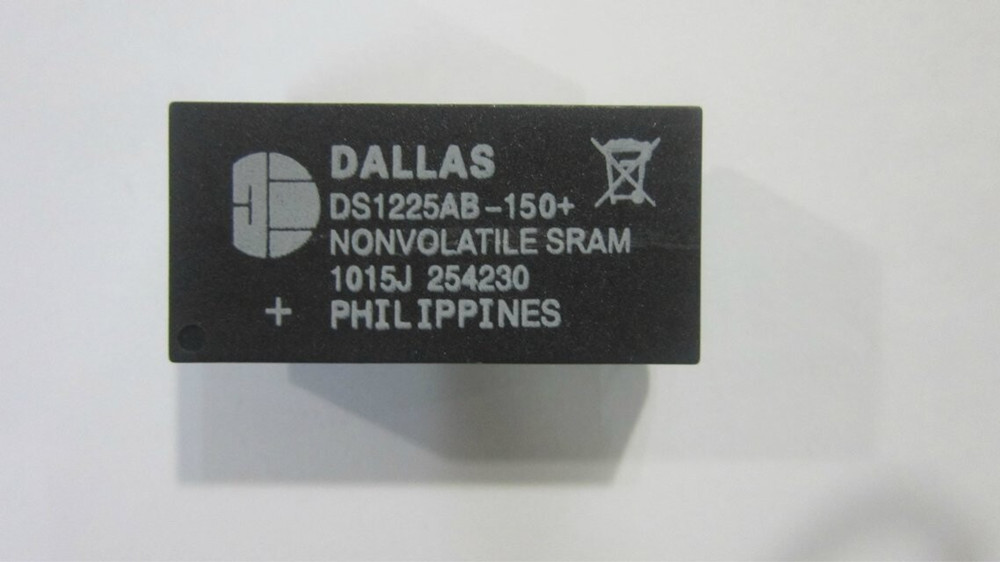 DALLAS
DS1225AB-150+
NONVOLATILE SRAM
1015J 254230
+ PHILIPPINES